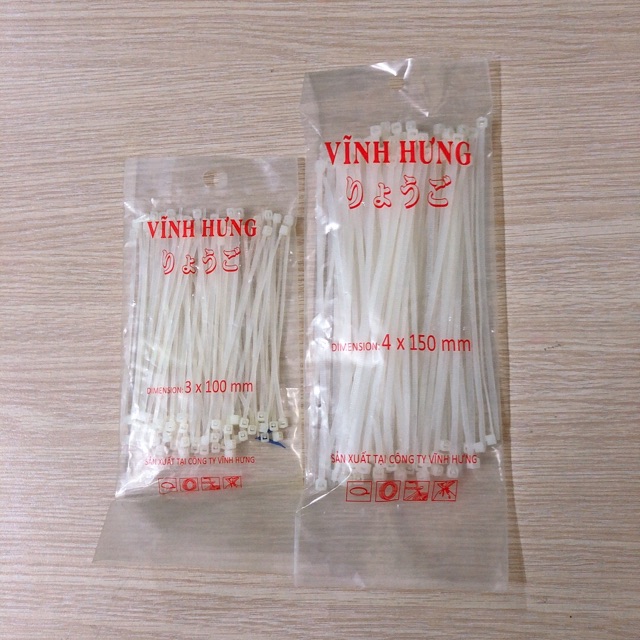 VĨNH HƯNG
りょうご
DIMENSION: 3 x 100 mm
SẢN XUẤT TẠI CÔNG TY VĨNH HƯNG
VĨNH HƯNG
りょうご
DIMENSION: 4 x 150 mm
SẢN XUẤT TẠI CÔNG TY VĨNH HƯNG